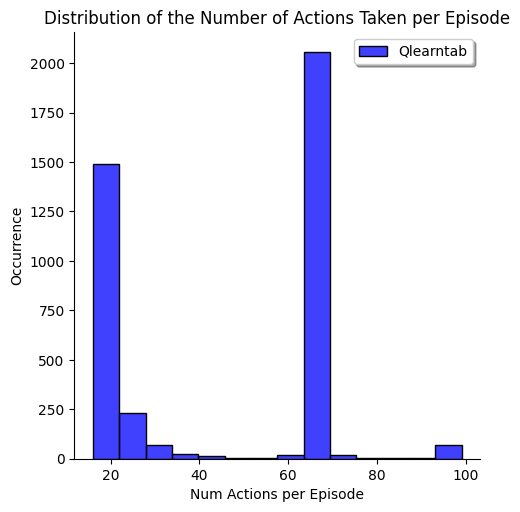 Distribution of the Number of Actions Taken per Episode
Qlearntab
2000
1750
1500
1250
1000
750
500
250
0
Occurrence
20 40 60 80 100
Num Actions per Episode